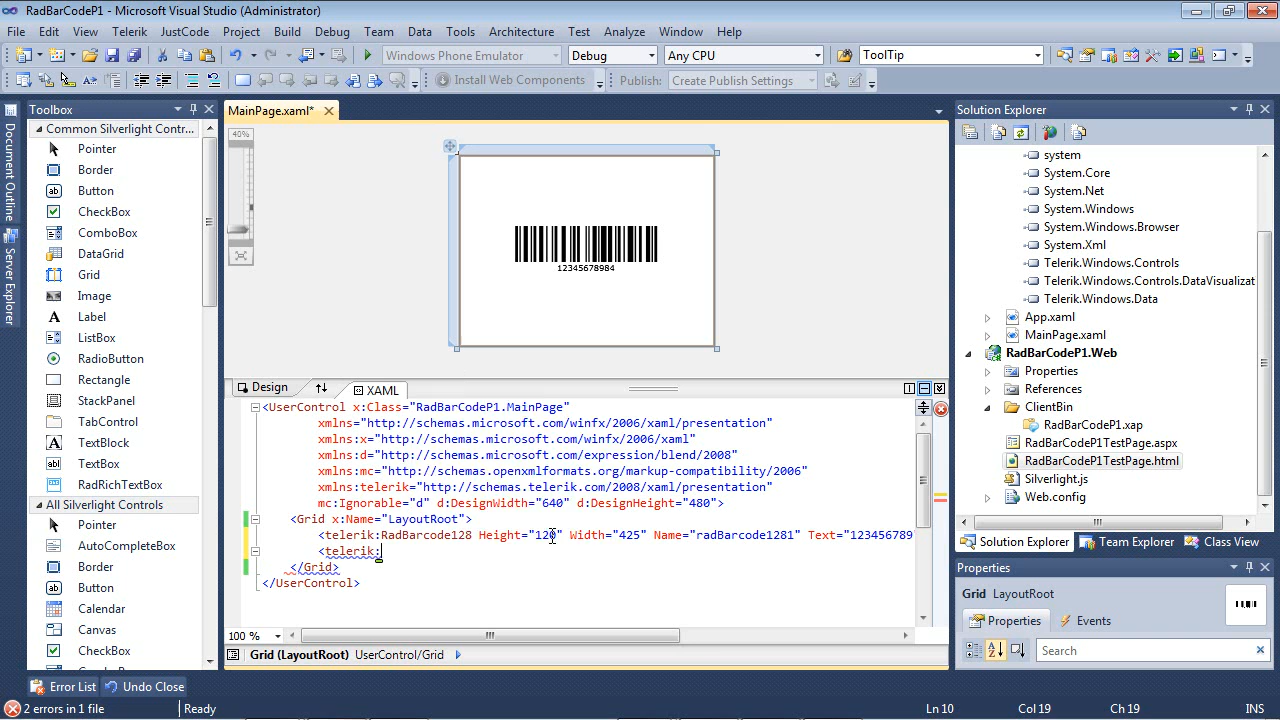 RadBarCodeP1 - Microsoft Visual Studio (Administrator)
File Edit View Telerik JustCode Project Build Debug Team Data Tools Architecture Test Analyze Window Help
Windows Phone Emulator Debug Any CPU ToolTip
Install Web Components Publish: Create Publish Settings
Document Outline
Server Explorer
Toolbox
Common Silverlight Contr...
Pointer
Border
Button
CheckBox
ComboBox
DataGrid
Grid
Image
Label
ListBox
RadioButton
Rectangle
StackPanel
TabControl
TextBlock
TextBox
RadRichTextBox
All Silverlight Controls
Pointer
AutoCompleteBox
Border
Button
Calendar
Canvas
CheckBox
MainPage.xaml*
40%
12345678984
Design XAML
<UserControl x:Class="RadBarCodeP1.MainPage"
xmlns="http://schemas.microsoft.com/winfx/2006/xaml/presentation"
xmlns:x="http://schemas.microsoft.com/winfx/2006/xaml"
xmlns:d="http://schemas.microsoft.com/expression/blend/2008"
xmlns:mc="http://schemas.openxmlformats.org/markup-compatibility/2006"
xmlns:telerik="http://schemas.telerik.com/2008/xaml/presentation"
mc:Ignorable="d" d:DesignWidth="640" d:DesignHeight="480">
<Grid x:Name="LayoutRoot">
<telerik:RadBarcode128 Height="120" Width="425" Name="radBarcode1281" Text="123456789
<telerik:
</Grid>
</UserControl>
100 %
Grid (LayoutRoot) UserControl/Grid
Solution Explorer
system
System.Core
System.Net
System.Windows
System.Windows.Browser
System.Xml
Telerik.Windows.Controls
Telerik.Windows.Controls.DataVisualizat
Telerik.Windows.Data
App.xaml
MainPage.xaml
RadBarCodeP1.Web
Properties
References
ClientBin
RadBarCodeP1.xap
RadBarCodeP1TestPage.aspx
RadBarCodeP1TestPage.html
Silverlight.js
Web.config
Solution Explorer Team Explorer Class View
Properties
Grid LayoutRoot
Properties Events
Search
Error List Undo Close
2 errors in 1 file Ready Ln 10 Col 19 Ch 19 INS